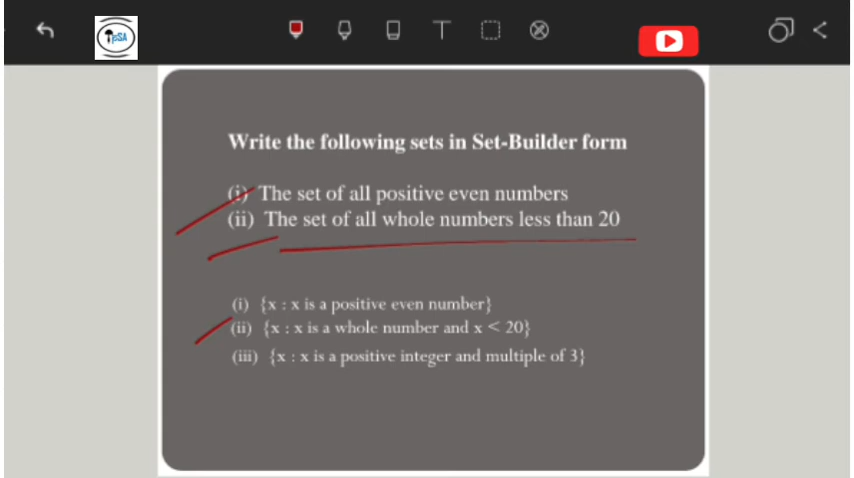 IpSA
T
Write the following sets in Set-Builder form
(i) The set of all positive even numbers
(ii) The set of all whole numbers less than 20
(i) {x : x is a positive even number}
(ii) {x : x is a whole number and x < 20}
(iii) {x : x is a positive integer and multiple of 3}